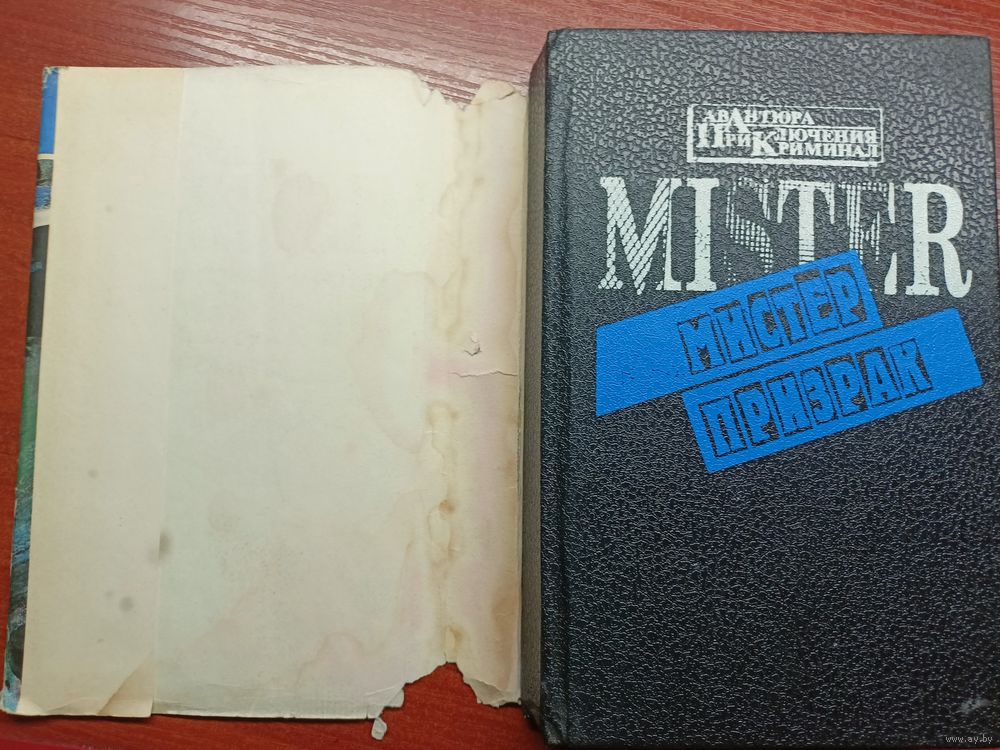 АВАНТЮРА
ПРИКЛЮЧЕНИЯ
КРИМИНАЛ
MISTER
МИСТЕР
ПРИЗРАК
www.ay.by